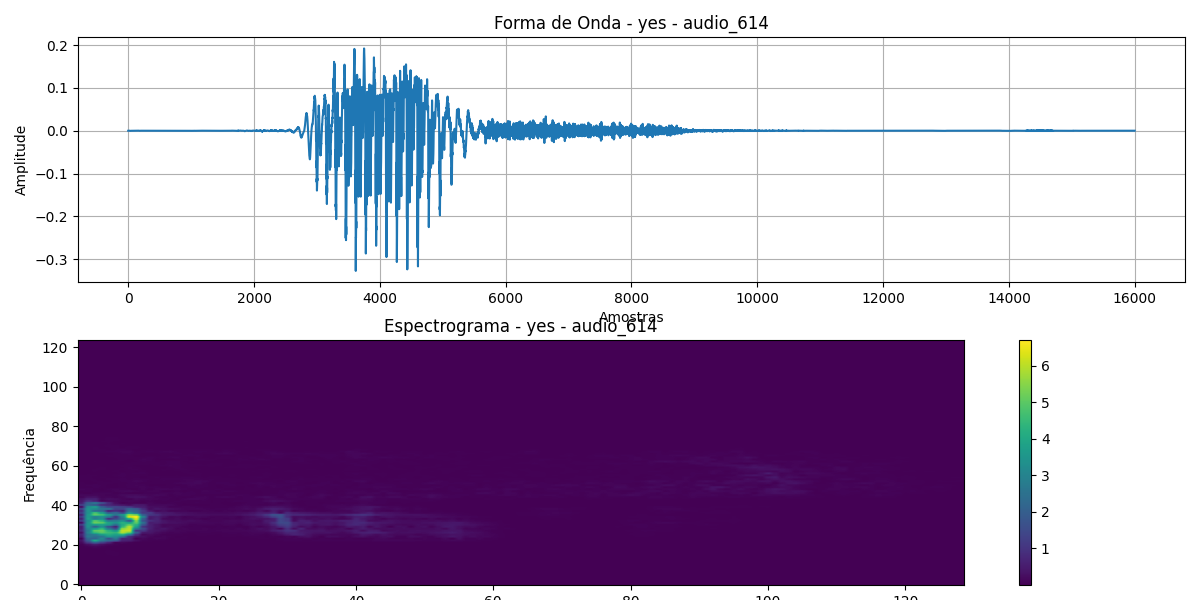 Forma de Onda - yes - audio_614
0.2
0.1
0.0
−0.1
−0.2
−0.3
Amplitude
0 2000 4000 6000 8000 10000 12000 14000 16000
Amostras
Espectrograma - yes - audio_614
120
100
80
60
40
20
0
Frequência
6
5
4
3
2
1
0 20 40 60 80 100 120